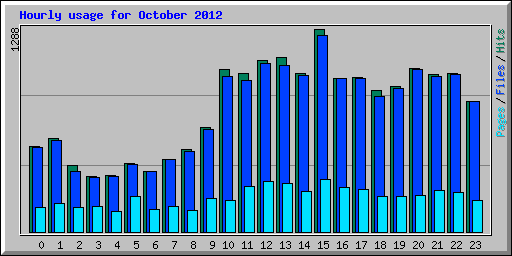 Hourly usage for October 2012
1288
Pages/Files/Hits
0 1 2 3 4 5 6 7 8 9 10 11 12 13 14 15 16 17 18 19 20 21 22 23